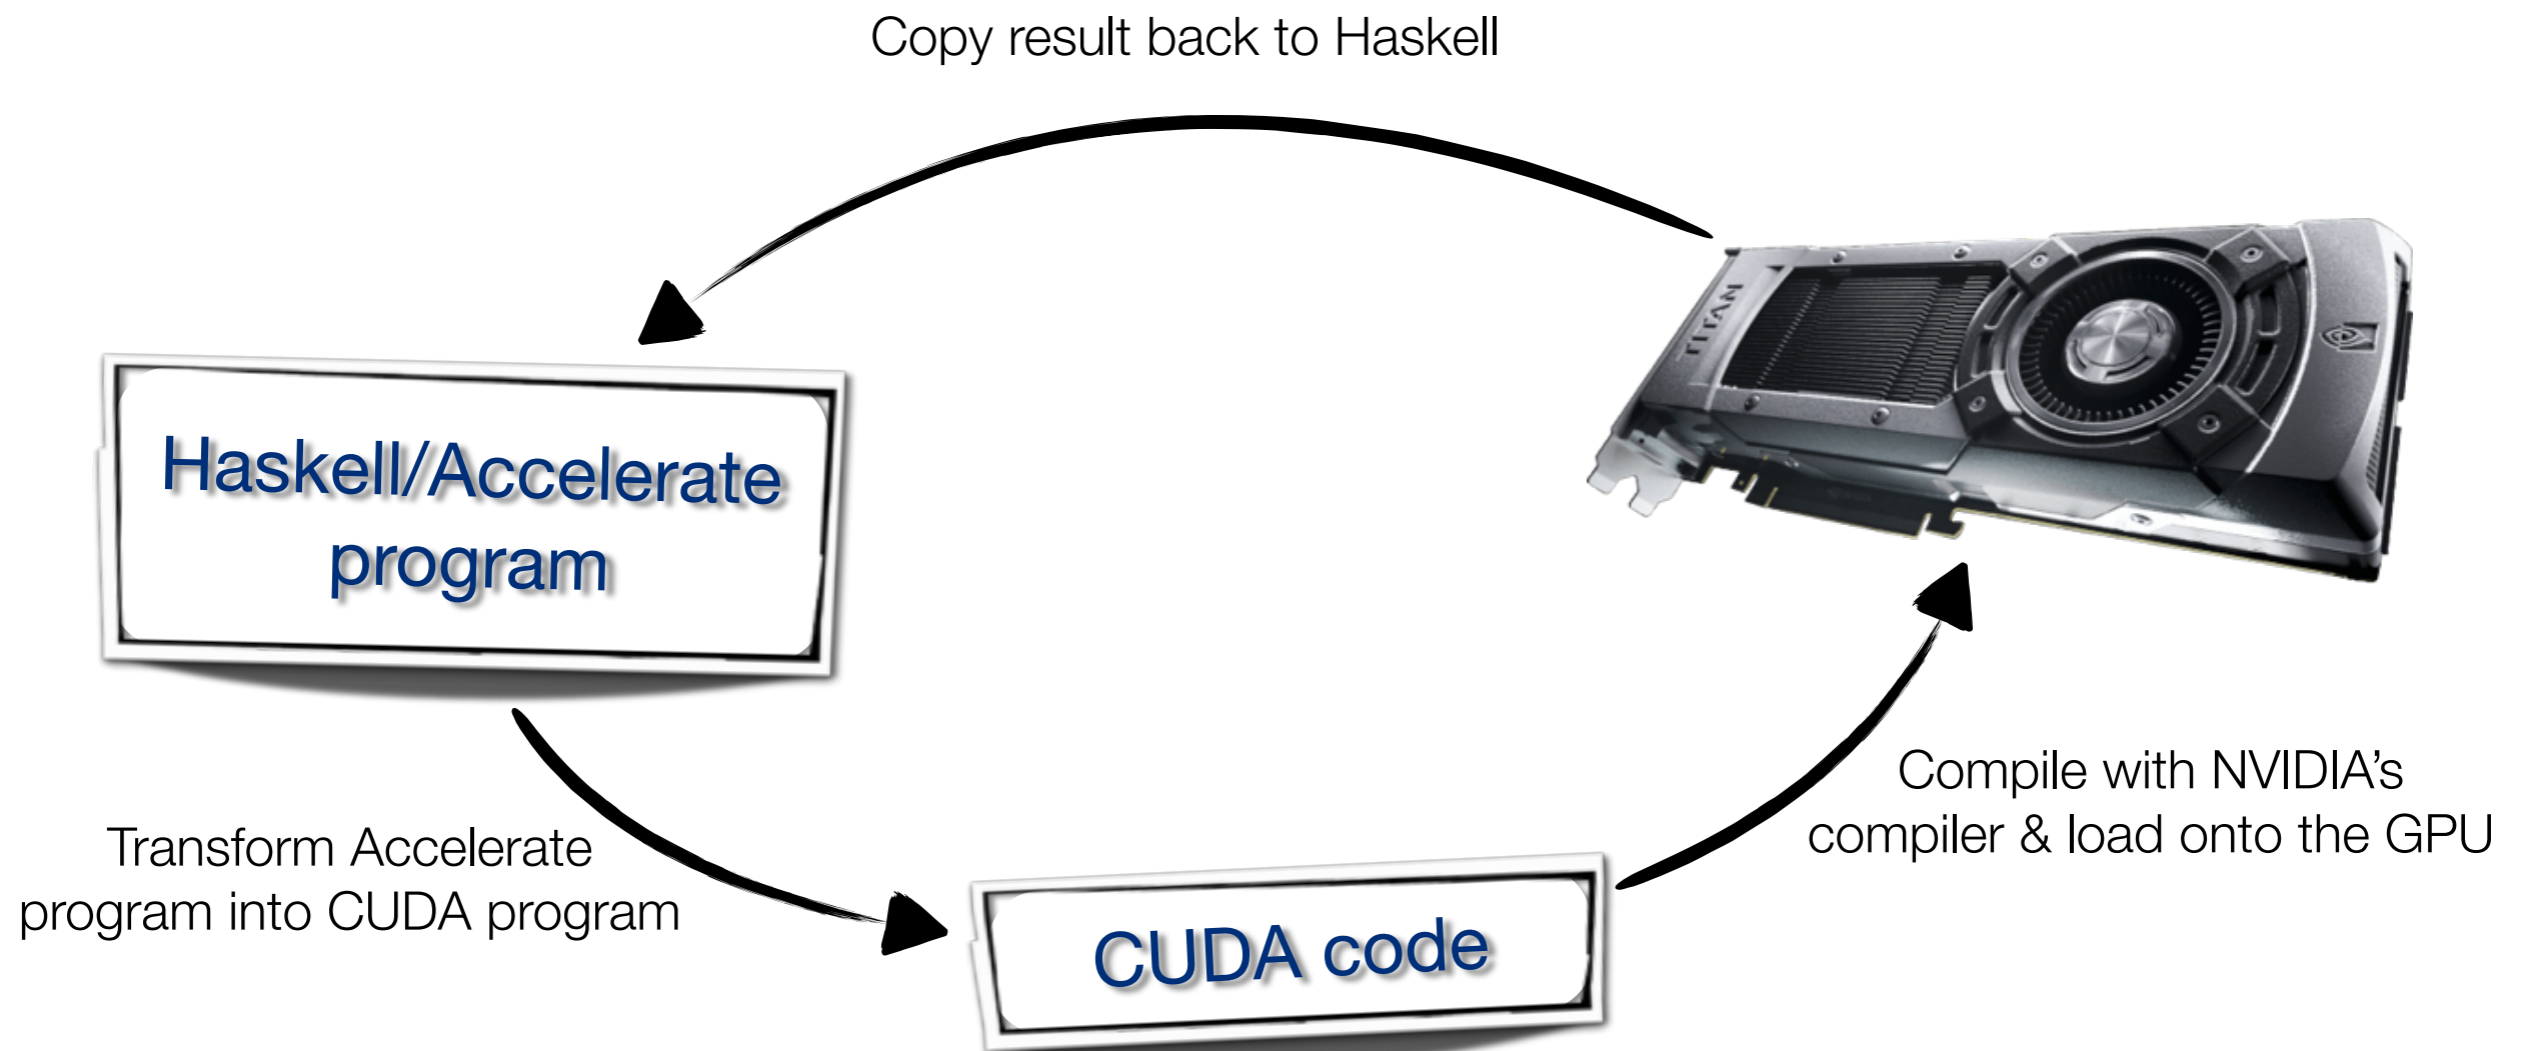 Copy result back to Haskell
TITAN
Haskell/Accelerate
program
Transform Accelerate
program into CUDA program
CUDA code
Compile with NVIDIA’s
compiler & load onto the GPU